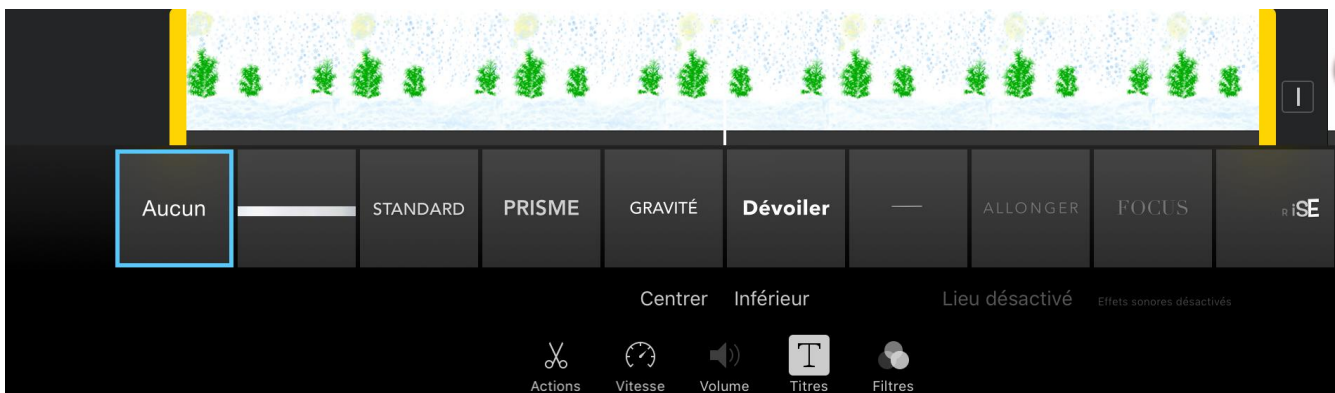 Aucun STANDARD PRISME GRAVITÉ Dévoiler ALLONGER FOCUS RiSE
Centrer Inférieur Lieu désactivé Effets sonores désactivés
Actions Vitesse Volume Titres Filtres